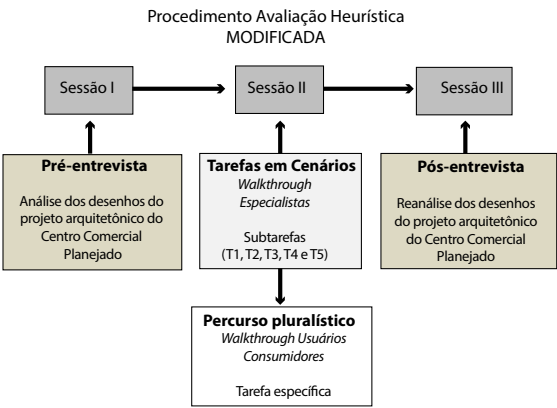 Procedimento Avaliação Heurística
MODIFICADA
Sessão I
Sessão II
Sessão III
Pré-entrevista
Análise dos desenhos do
projeto arquitetônico do
Centro Comercial
Planejado
Tarefas em Cenários
Walkthrough
Especialistas
Subtarefas
(T1, T2, T3, T4 e T5)
Pós-entrevista
Reanálise dos desenhos
do projeto arquitetônico
do Centro Comercial
Planejado
Percurso pluralístico
Walkthrough Usuários
Consumidores
Tarefa específica